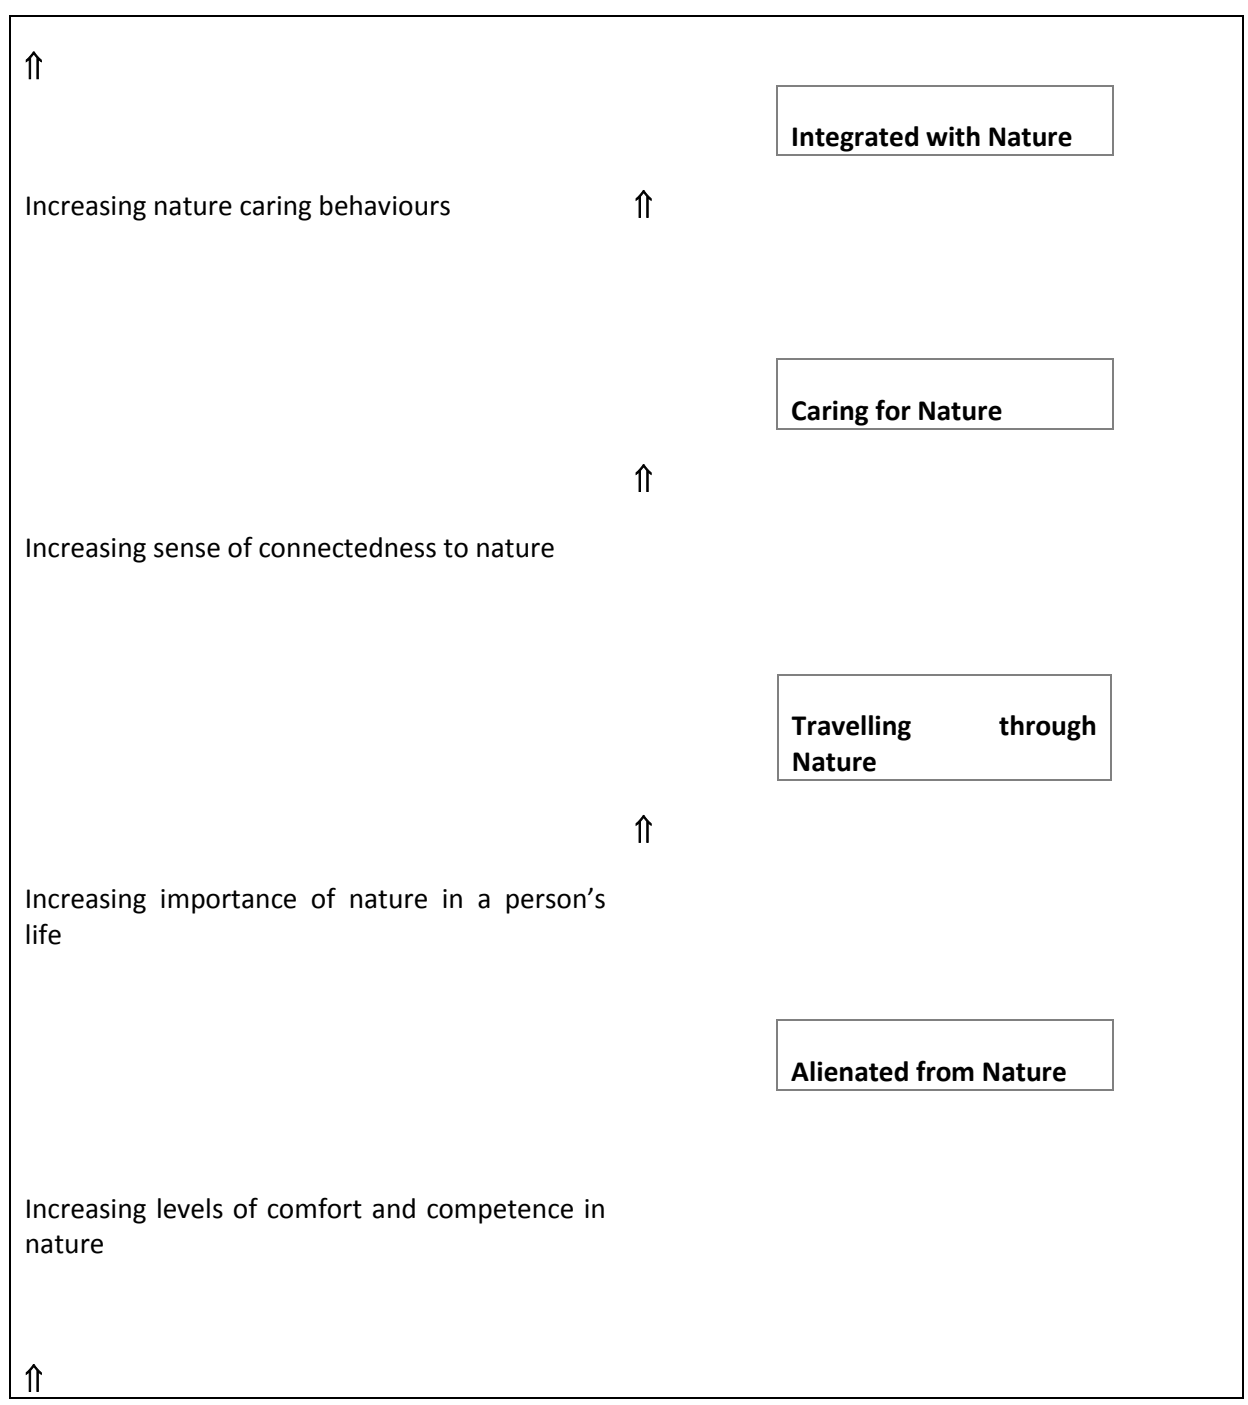 ⇑
Integrated with Nature
Increasing nature caring behaviours
⇑
Caring for Nature
⇑
Increasing sense of connectedness to nature
Travelling through
Nature
⇑
Increasing importance of nature in a person’s
life
Alienated from Nature
Increasing levels of comfort and competence in
nature
⇑